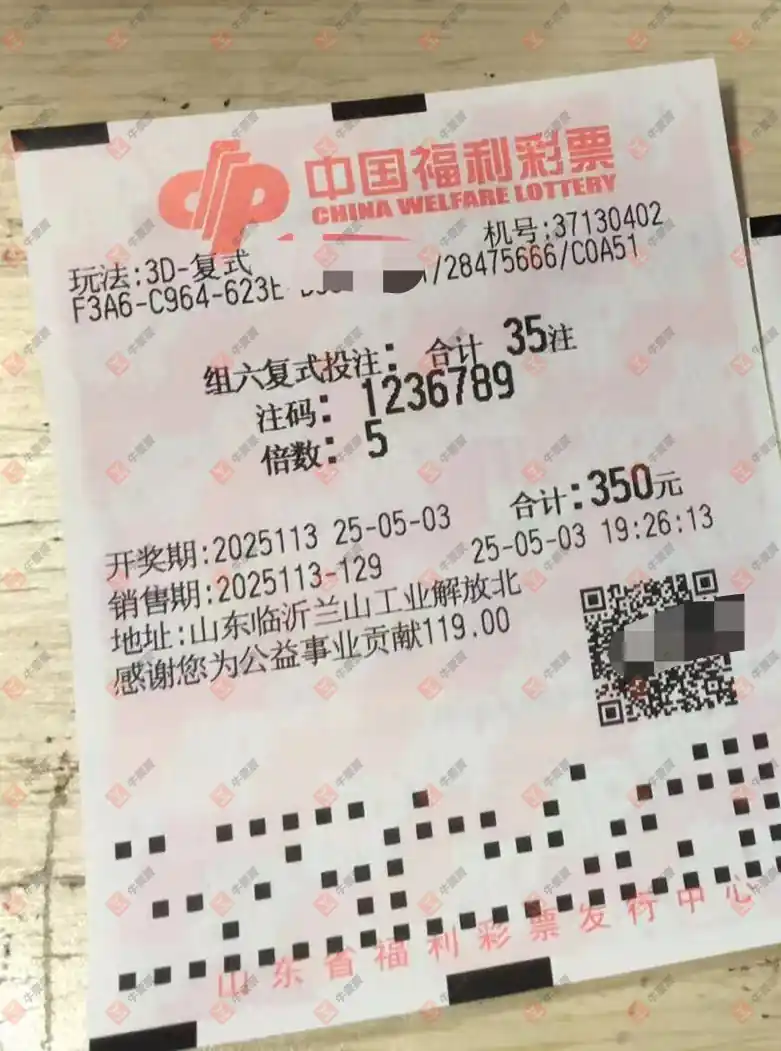 中国福利彩票
CHINA WELFARE LOTTERY
玩法:3D-复式 机号:37130402
F3A6-C964-623E /28475666/C0A51
组六复式投注: 合计 35注
注码: 1236789
倍数: 5
合计:350元
开奖期:2025113 25-05-03
销售期:2025113-129 25-05-03 19:26:13
地址:山东临沂兰山工业解放北
感谢您为公益事业贡献119.00
山东省福利彩票发行中心